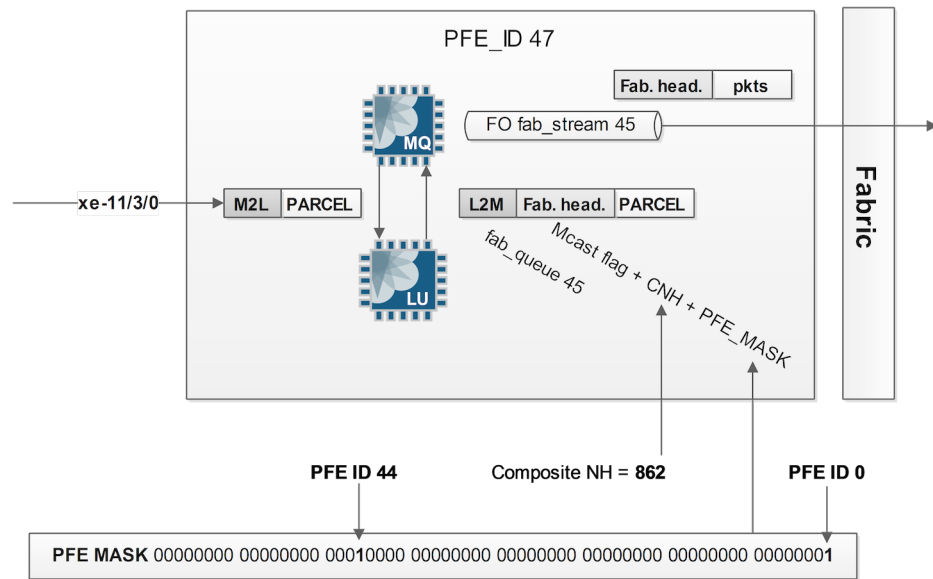 PFE_ID 47
Fab. head. pkts
MQ
FO fab_stream 45
Fabric
xe-11/3/0
M2L PARCEL
L2M Fab. head. PARCEL
fab_queue 45
Mcast flag + CNH + PFE_MASK
LU
PFE ID 44
Composite NH = 862
PFE ID 0
PFE MASK 00000000 00000000 00010000 00000000 00000000 00000000 00000000 00000001